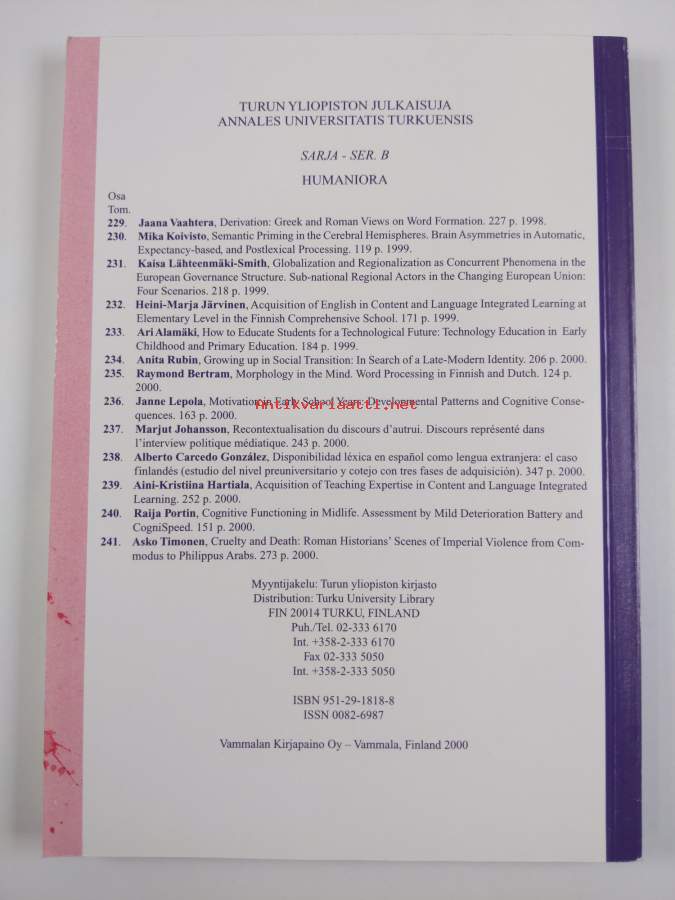 TURUN YLIOPISTON JULKAISUJA
ANNALES UNIVERSITATIS TURKUENSIS
SARJA - SER. B
HUMANIORA
Osa
Tom.
229. Jaana Vaahtera, Derivation: Greek and Roman Views on Word Formation. 227 p. 1998.
230. Mika Koivisto, Semantic Priming in the Cerebral Hemispheres. Brain Asymmetries in Automatic,
Expectancy-based, and Postlexical Processing. 119 p. 1999.
231. Kaisa Lähteenmäki-Smith, Globalization and Regionalization as Concurrent Phenomena in the
European Governance Structure. Sub-national Regional Actors in the Changing European Union:
Four Scenarios. 218 p. 1999.
232. Heini-Marja Järvinen, Acquisition of English in Content and Language Integrated Learning at
Elementary Level in the Finnish Comprehensive School. 171 p. 1999.
233. Ari Alamäki, How to Educate Students for a Technological Future: Technology Education in Early
Childhood and Primary Education. 184 p. 1999.
234. Anita Rubin, Growing up in Social Transition: In Search of a Late-Modern Identity. 206 p. 2000.
235. Raymond Bertram, Morphology in the Mind. Word Processing in Finnish and Dutch. 124 p.
2000.
236. Janne Lepola, Motivation in Early School Years: Developmental Patterns and Cognitive Conse-
quences. 163 p. 2000.
antikvariaatti.net
237. Marjut Johansson, Recontextualisation du discours d'autrui. Discours représenté dans
l'interview politique médiatique. 243 p. 2000.
238. Alberto Carcedo González, Disponibilidad léxica en español como lengua extranjera: el caso
finlandés (estudio del nivel preuniversitario y cotejo con tres fases de adquisición). 347 p. 2000.
239. Aini-Kristiina Hartiala, Acquisition of Teaching Expertise in Content and Language Integrated
Learning. 252 p. 2000.
240. Raija Portin, Cognitive Functioning in Midlife. Assessment by Mild Deterioration Battery and
CogniSpeed. 151 p. 2000.
241. Asko Timonen, Cruelty and Death: Roman Historians' Scenes of Imperial Violence from Com-
modus to Philippus Arabs. 273 p. 2000.
Myyntijakelu: Turun yliopiston kirjasto
Distribution: Turku University Library
FIN 20014 TURKU, FINLAND
Puh./Tel. 02-333 6170
Int. +358-2-333 6170
Fax 02-333 5050
Int. +358-2-333 5050
ISBN 951-29-1818-8
ISSN 0082-6987
Vammalan Kirjapaino Oy – Vammala, Finland 2000